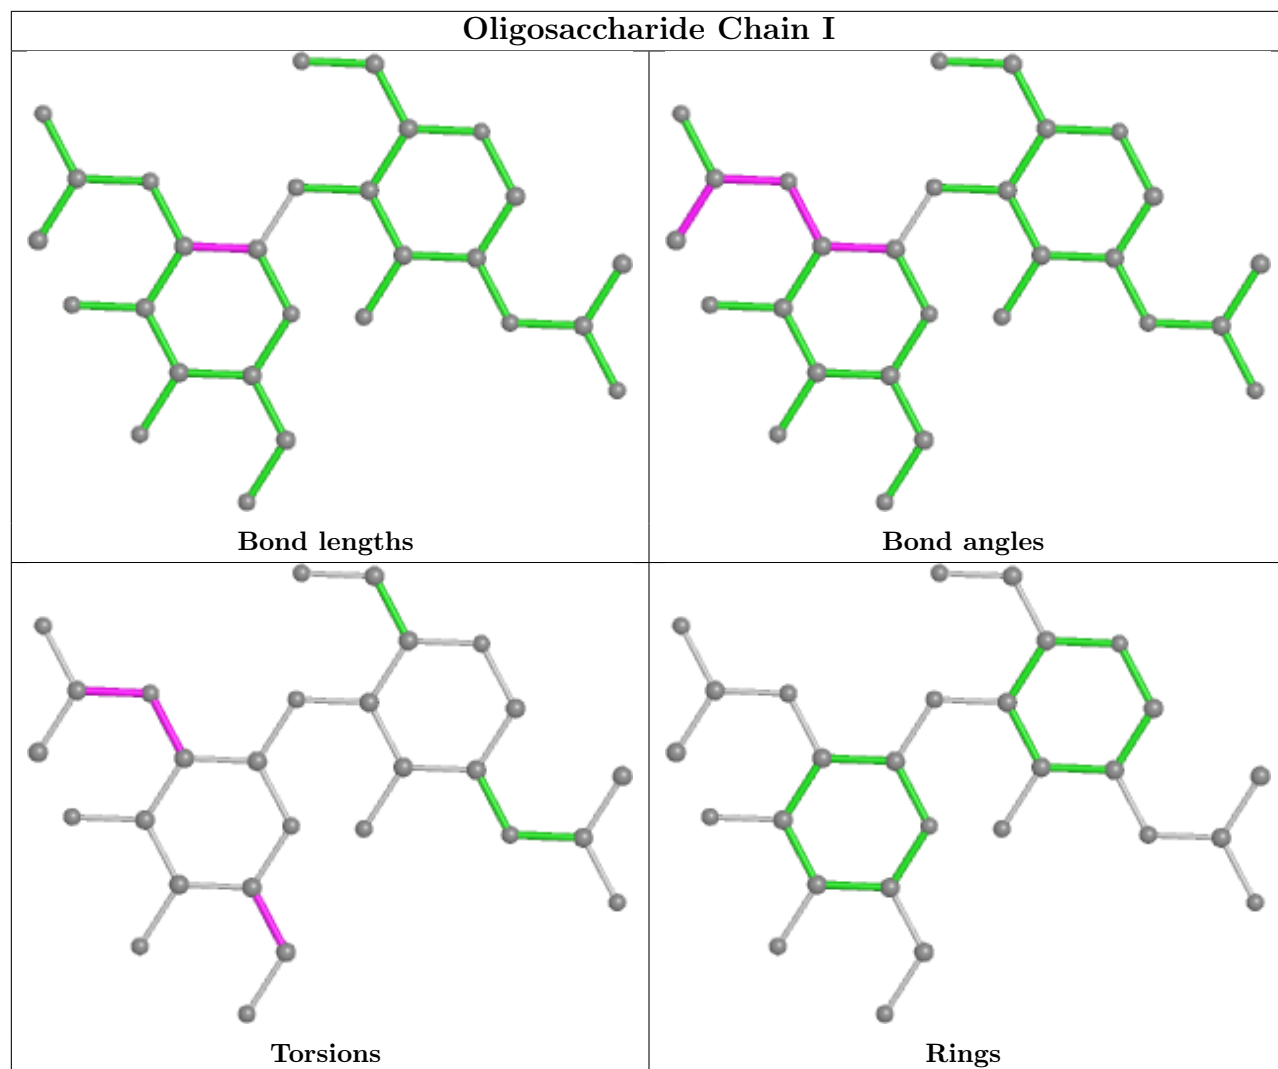 Oligosaccharide Chain I
Bond lengths
Bond angles
Torsions
Rings